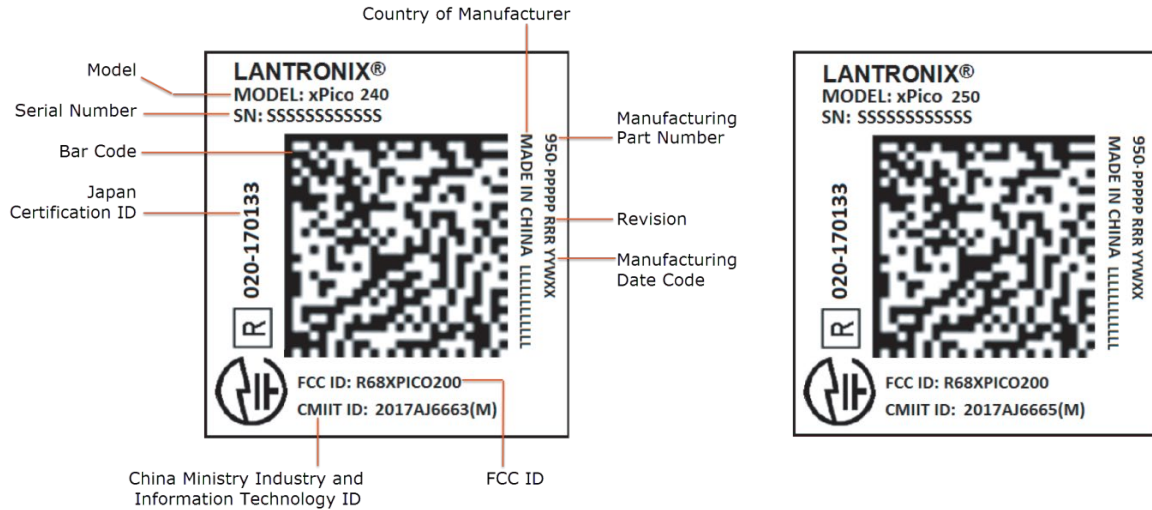 Country of Manufacturer
Model
Serial Number
Bar Code
Japan
Certification ID
LANTRONIX®
MODEL: xPico 240
SN: SSSSSSSSSSSS
020-170133
R
MADE IN CHINA LLLLLLLLLLL
950-PPPPP RRR YYWXX
FCC ID: R68XPICO200
CMIIT ID: 2017AJ6663(M)
Manufacturing
Part Number
Revision
Manufacturing
Date Code
China Ministry Industry and
Information Technology ID
FCC ID
LANTRONIX®
MODEL: xPico 250
SN: SSSSSSSSSSSS
020-170133
R
MADE IN CHINA LLLLLLLLLLL
950-PPPPP RRR YYWXX
FCC ID: R68XPICO200
CMIIT ID: 2017AJ6665(M)